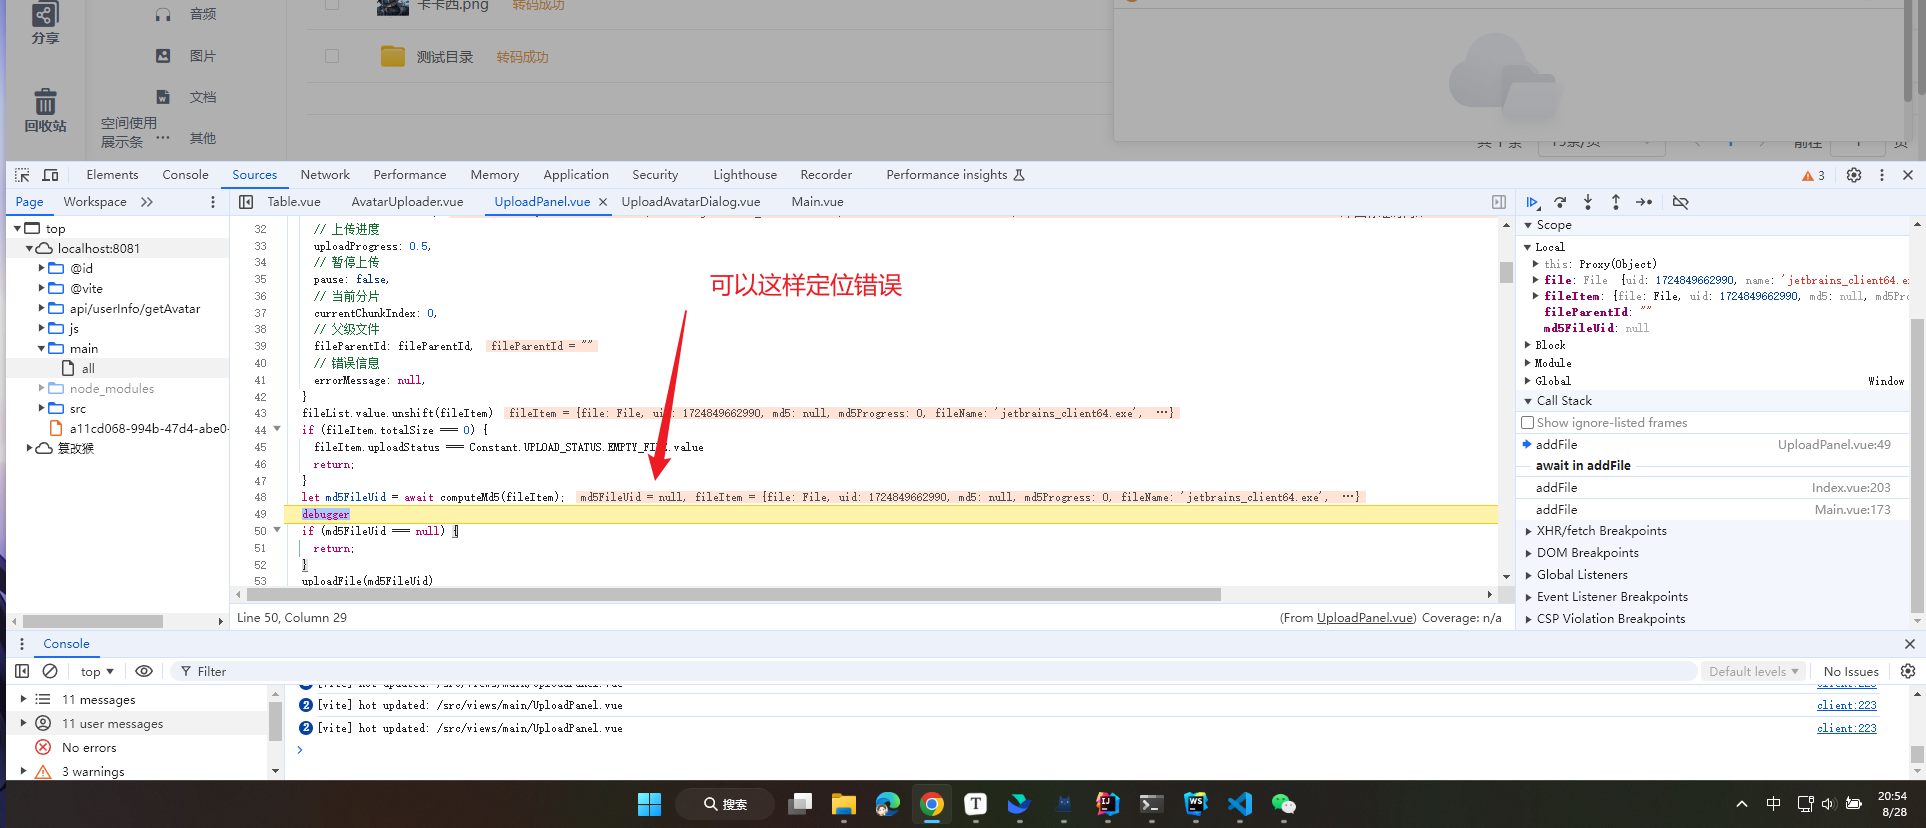 卡卡西.png 转码成功
音频
分享
图片
测试目录 转码成功
文档
回收站
空间使用
展示条 ...
其他
Elements Console Sources Network Performance Memory Application Security Lighthouse Recorder Performance insights 3
Page Workspace
Table.vue AvatarUploader.vue UploadPanel.vue UploadAvatarDialog.vue Main.vue
top
localhost:8081
@id
@vite
api/userInfo/getAvatar
js
main
all
node_modules
src
a11cd068-994b-47d4-abe0-
篡改猴
32 // 上传进度
33 uploadProgress: 0.5,
34 // 暂停上传
35 pause: false,
36 // 当前分片
37 currentChunkIndex: 0,
38 // 父级文件
39 fileParentId: fileParentId, fileParentId = ""
40 // 错误信息
41 errorMessage: null,
42 }
43 fileList.value.unshift(fileItem) fileItem = {file: File, uid: 1724849662990, md5: null, md5Progress: 0, fileName: 'jetbrains_client64.exe', …}
44 if (fileItem.totalSize === 0) {
45 fileItem.uploadStatus === Constant.UPLOAD_STATUS.EMPTY_FILE.value
46 return;
47 }
48 let md5FileUid = await computeMd5(fileItem); md5FileUid = null, fileItem = {file: File, uid: 1724849662990, md5: null, md5Progress: 0, fileName: 'jetbrains_client64.exe', …}
49 debugger
50 if (md5FileUid === null) {
51 return;
52 }
53 uploadFile(md5FileUid)
可以这样定位错误
Line 50, Column 29
(From UploadPanel.vue) Coverage: n/a
Scope
Local
this: Proxy(Object)
file: File {uid: 1724849662990, name: 'jetbrains_client64.ex
fileItem: {file: File, uid: 1724849662990, md5: null, md5Pro
fileParentId: ""
md5FileUid: null
Block
Module
Global Window
Call Stack
Show ignore-listed frames
addFile UploadPanel.vue:49
await in addFile
addFile Index.vue:203
addFile Main.vue:173
XHR/fetch Breakpoints
DOM Breakpoints
Global Listeners
Event Listener Breakpoints
CSP Violation Breakpoints
Console
top Filter Default levels No Issues
11 messages
11 user messages
No errors
3 warnings
2 [vite] hot updated: /src/views/main/UploadPanel.vue client:223
2 [vite] hot updated: /src/views/main/UploadPanel.vue client:223
2 [vite] hot updated: /src/views/main/UploadPanel.vue client:223
搜索
中
20:54
8/28